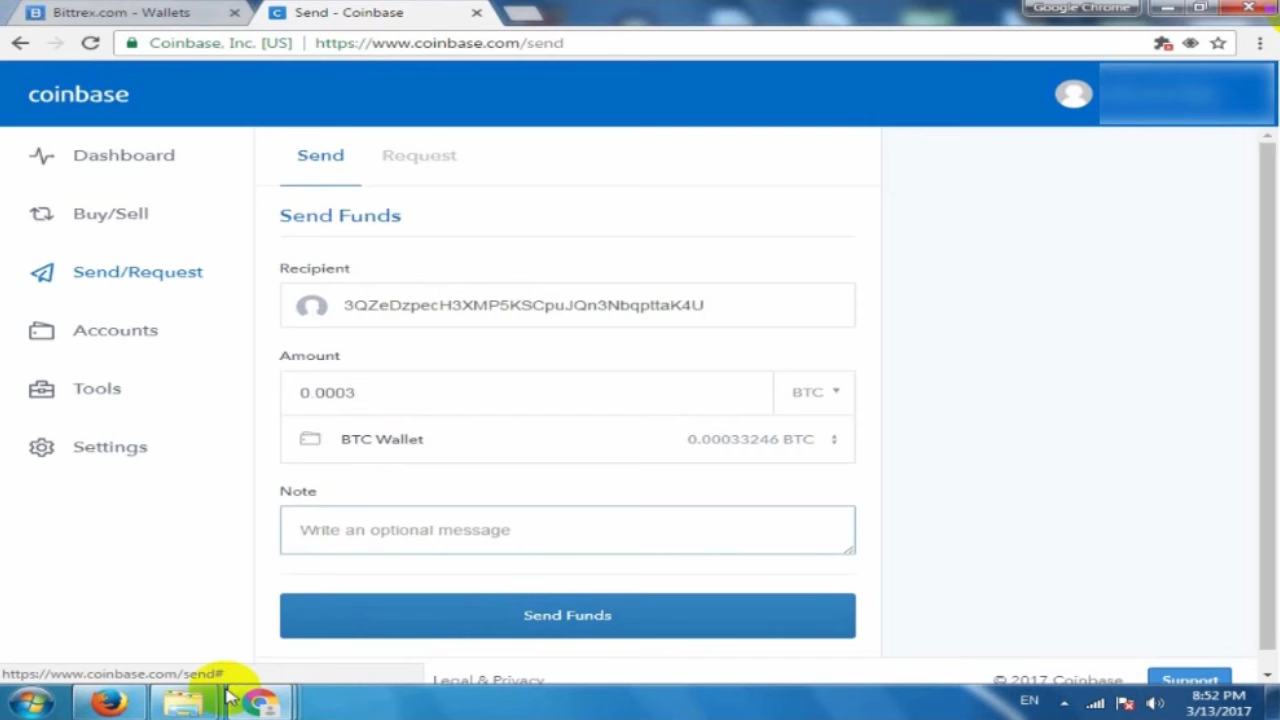 Bittrex.com - Wallets
Send - Coinbase
Google Chrome
Coinbase, Inc. [US] | https://www.coinbase.com/send
coinbase
Dashboard
Buy/Sell
Send/Request
Accounts
Tools
Settings
Send Request
Send Funds
Recipient
3QZeDzpecH3XMP5KSCpuJQn3NbqpttaK4U
Amount
0.0003 BTC
BTC Wallet 0.00033246 BTC
Note
Write an optional message
Send Funds
https://www.coinbase.com/send#
Legal & Privacy
© 2017 Coinbase
Support
EN
8:52 PM
3/13/2017